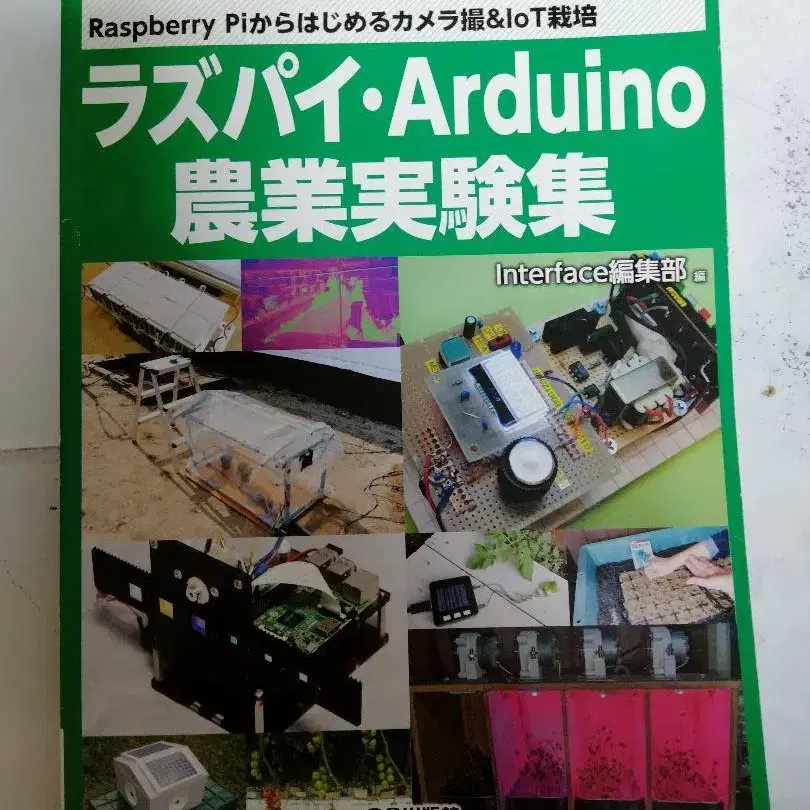 Raspberry Piからはじめるカメラ撮&IoT栽培
ラズパイ・Arduino
農業実験集
Interface編集部 編